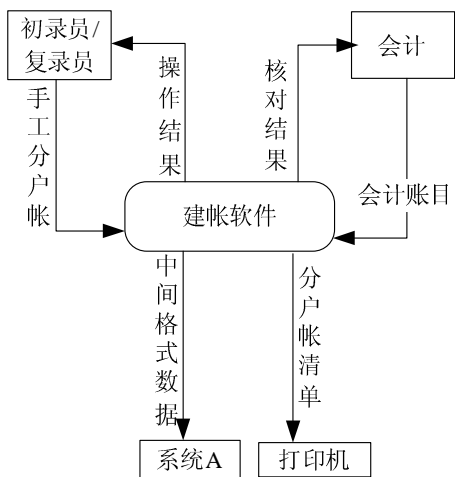 初录员/
复录员
会计
手工分户帐
操作结果
核对结果
会计账目
建帐软件
中间格式数据
分户帐清单
系统A
打印机